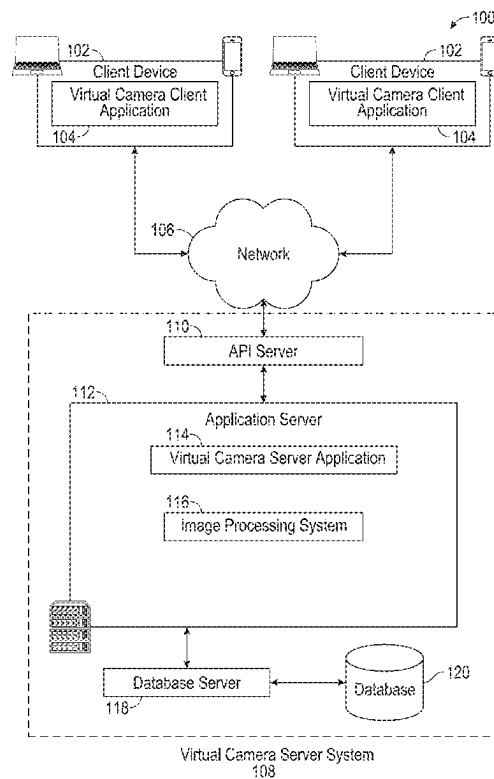 100
102
102
Client Device
Client Device
Virtual Camera Client
Application
Virtual Camera Client
Application
104
104
106
Network
110
API Server
112
Application Server
114
Virtual Camera Server Application
116
Image Processing System
Database Server
118
Database
120
Virtual Camera Server System
108